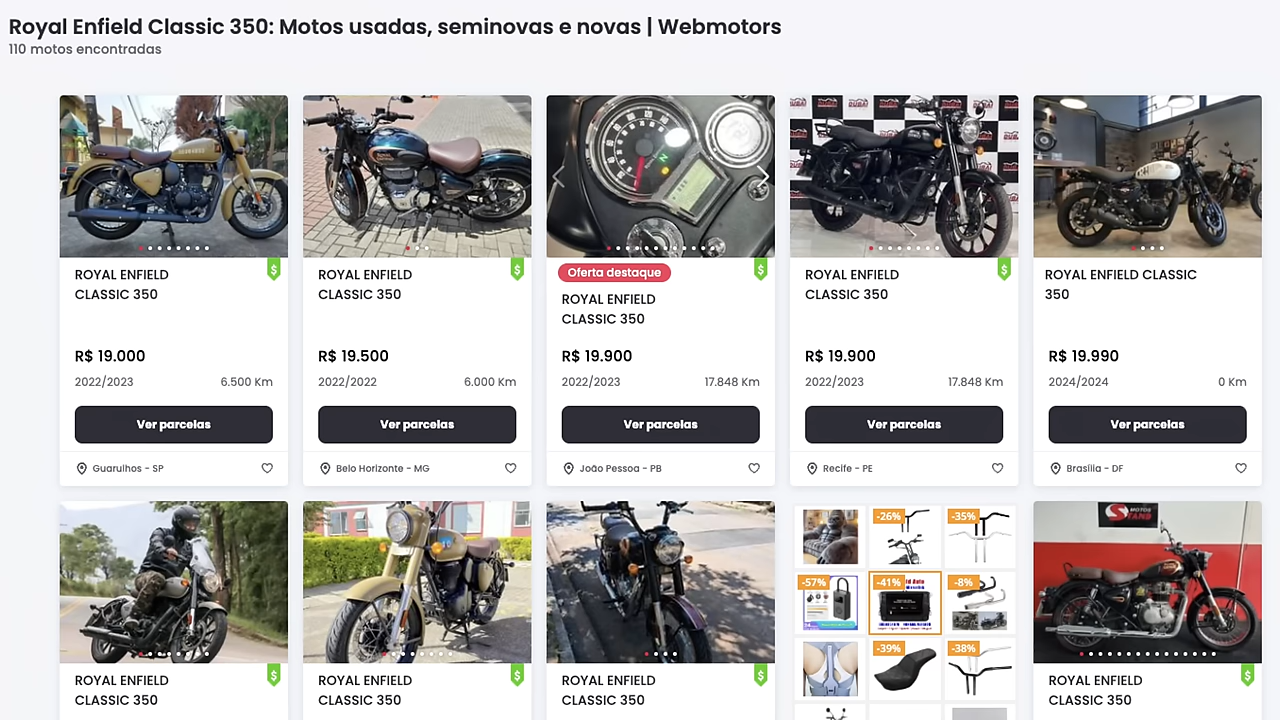 Royal Enfield Classic 350: Motos usadas, seminovas e novas | Webmotors
110 motos encontradas
ROYAL ENFIELD
CLASSIC 350
R$ 19.000
2022/2023 6.500 Km
Ver parcelas
Guarulhos - SP
ROYAL ENFIELD
CLASSIC 350
R$ 19.500
2022/2022 6.000 Km
Ver parcelas
Belo Horizonte - MG
Oferta destaque
ROYAL ENFIELD
CLASSIC 350
R$ 19.900
2022/2023 17.848 Km
Ver parcelas
João Pessoa - PB
ROYAL ENFIELD
CLASSIC 350
R$ 19.900
2022/2023 17.848 Km
Ver parcelas
Recife - PE
ROYAL ENFIELD CLASSIC
350
R$ 19.990
2024/2024 0 Km
Ver parcelas
Brasília - DF
ROYAL ENFIELD
CLASSIC 350
ROYAL ENFIELD
CLASSIC 350
ROYAL ENFIELD
CLASSIC 350
-26% -35%
-57% -41% -8%
-39% -38%
MOTOS
STAND
ROYAL ENFIELD
CLASSIC 350